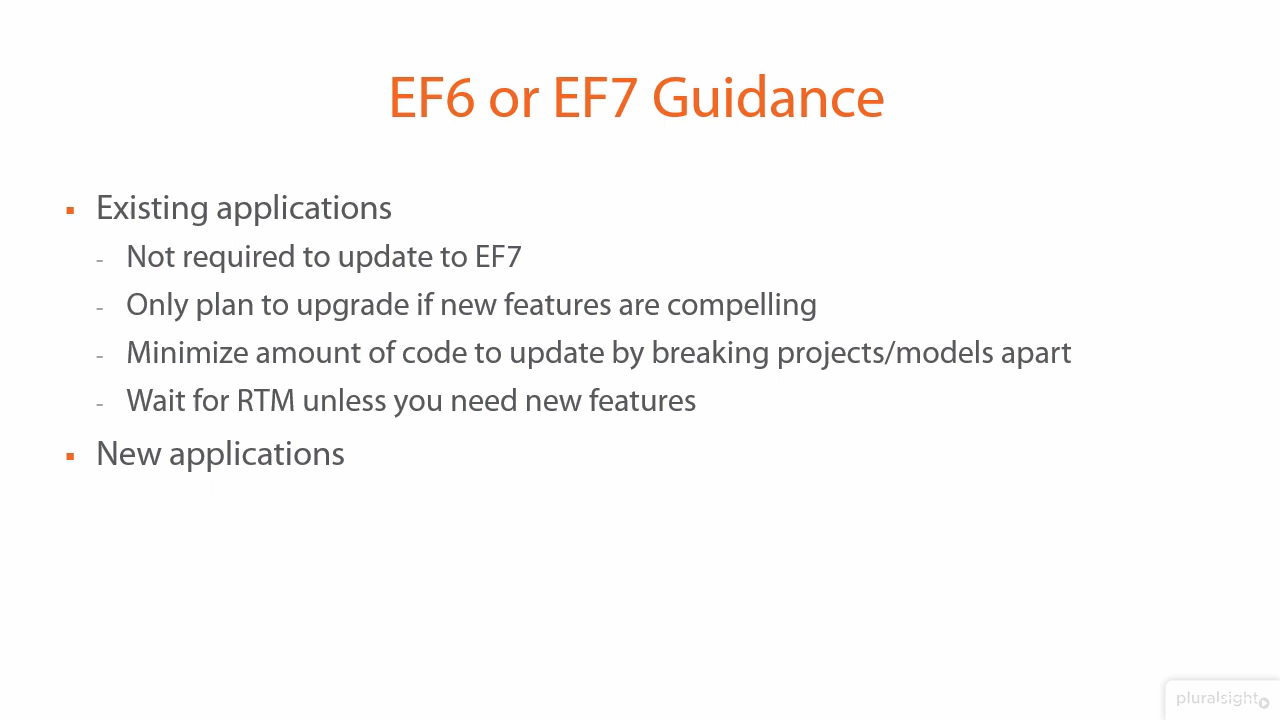 EF6 or EF7 Guidance
▪ Existing applications
- Not required to update to EF7
- Only plan to upgrade if new features are compelling
- Minimize amount of code to update by breaking projects/models apart
- Wait for RTM unless you need new features
▪ New applications
pluralsight